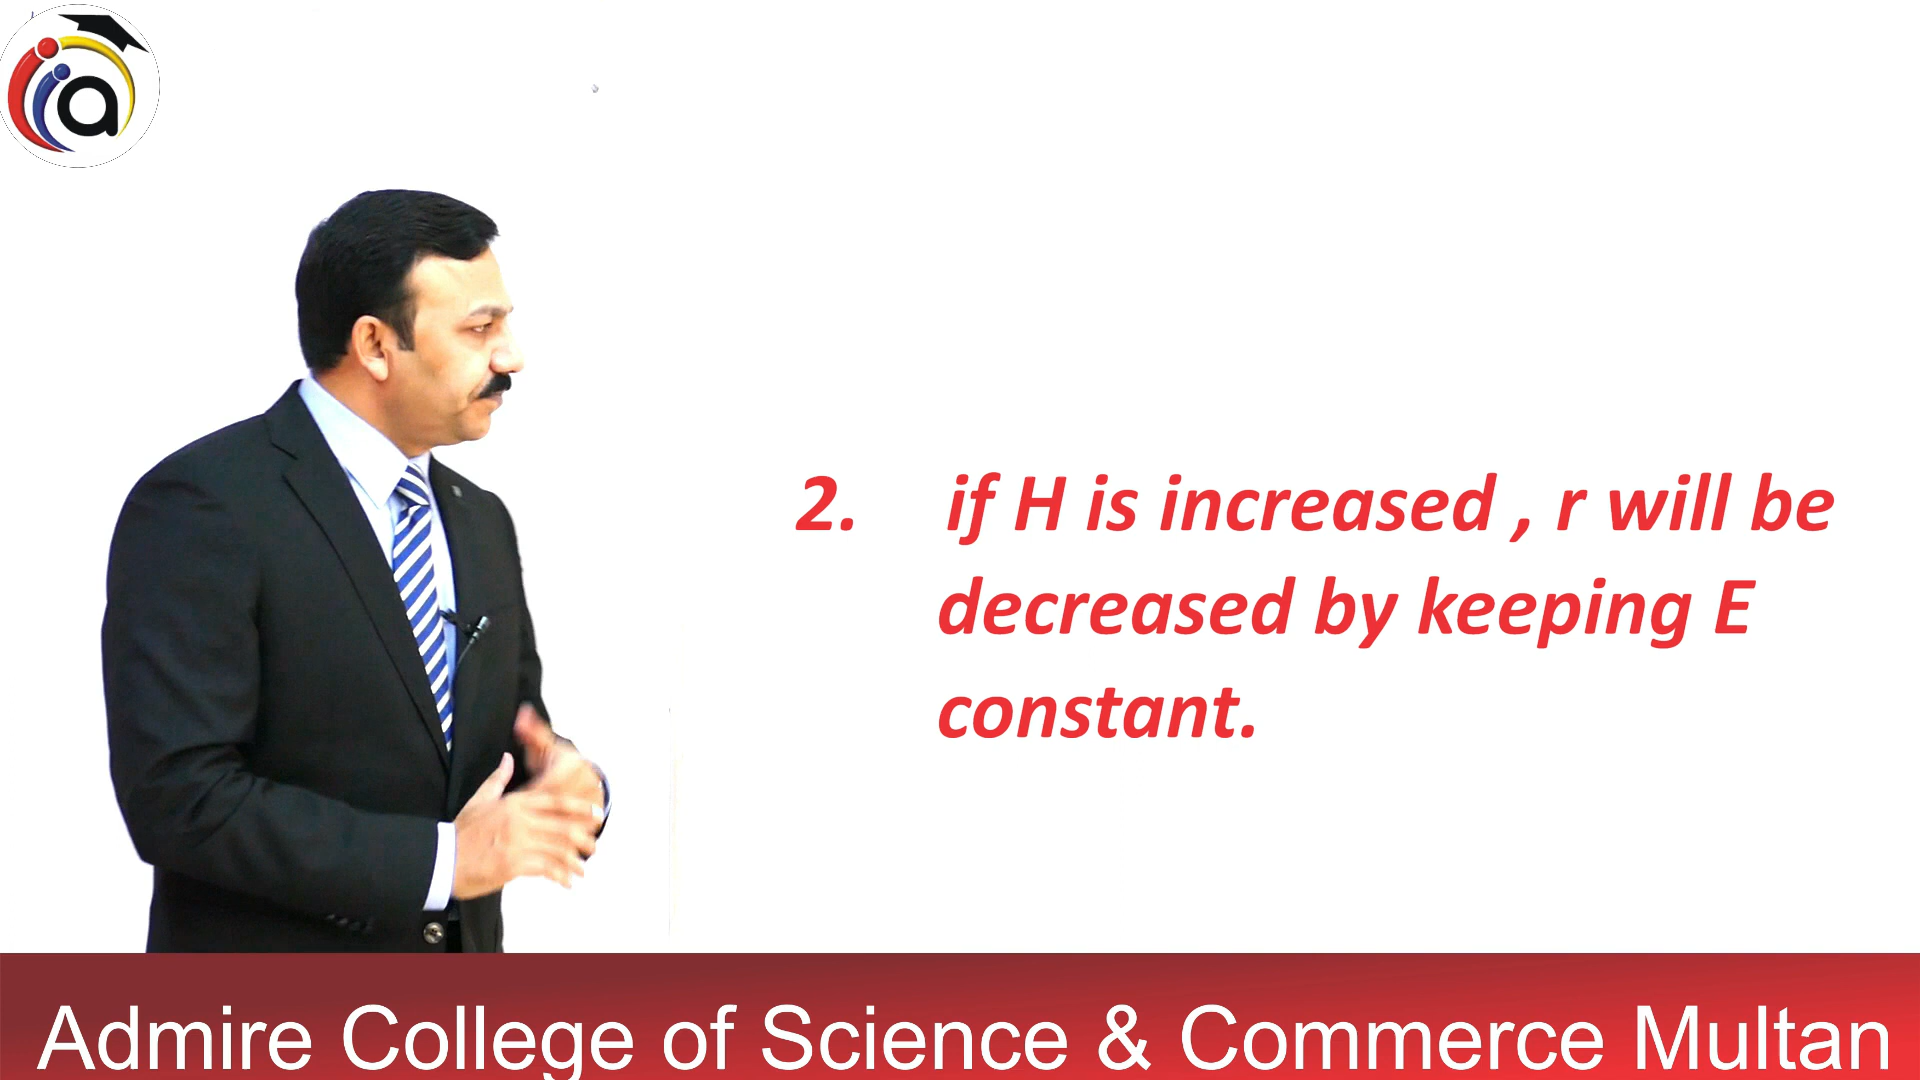 a
2. if H is increased , r will be
decreased by keeping E
constant.
Admire College of Science & Commerce Multan